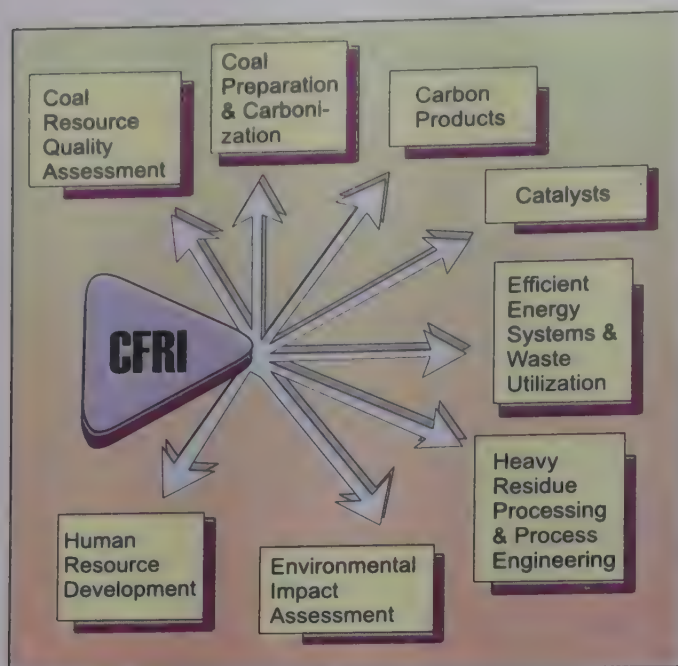 Coal
Resource
Quality
Assessment
Coal
Preparation
& Carboni-
zation
Carbon
Products
Catalysts
CFRI
Efficient
Energy
Systems &
Waste
Utilization
Heavy
Residue
Processing
& Process
Engineering
Human
Resource
Development
Environmental
Impact
Assessment